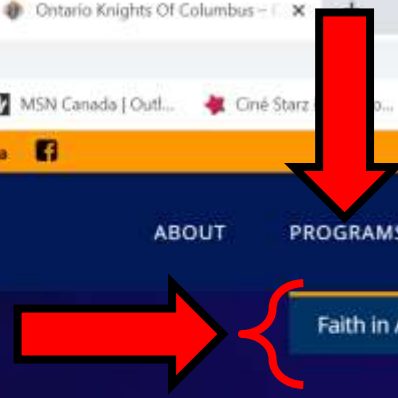 Ontario Knights Of Columbus –
MSN Canada | Outl... Ciné Starz
ABOUT PROGRAMS
Faith in